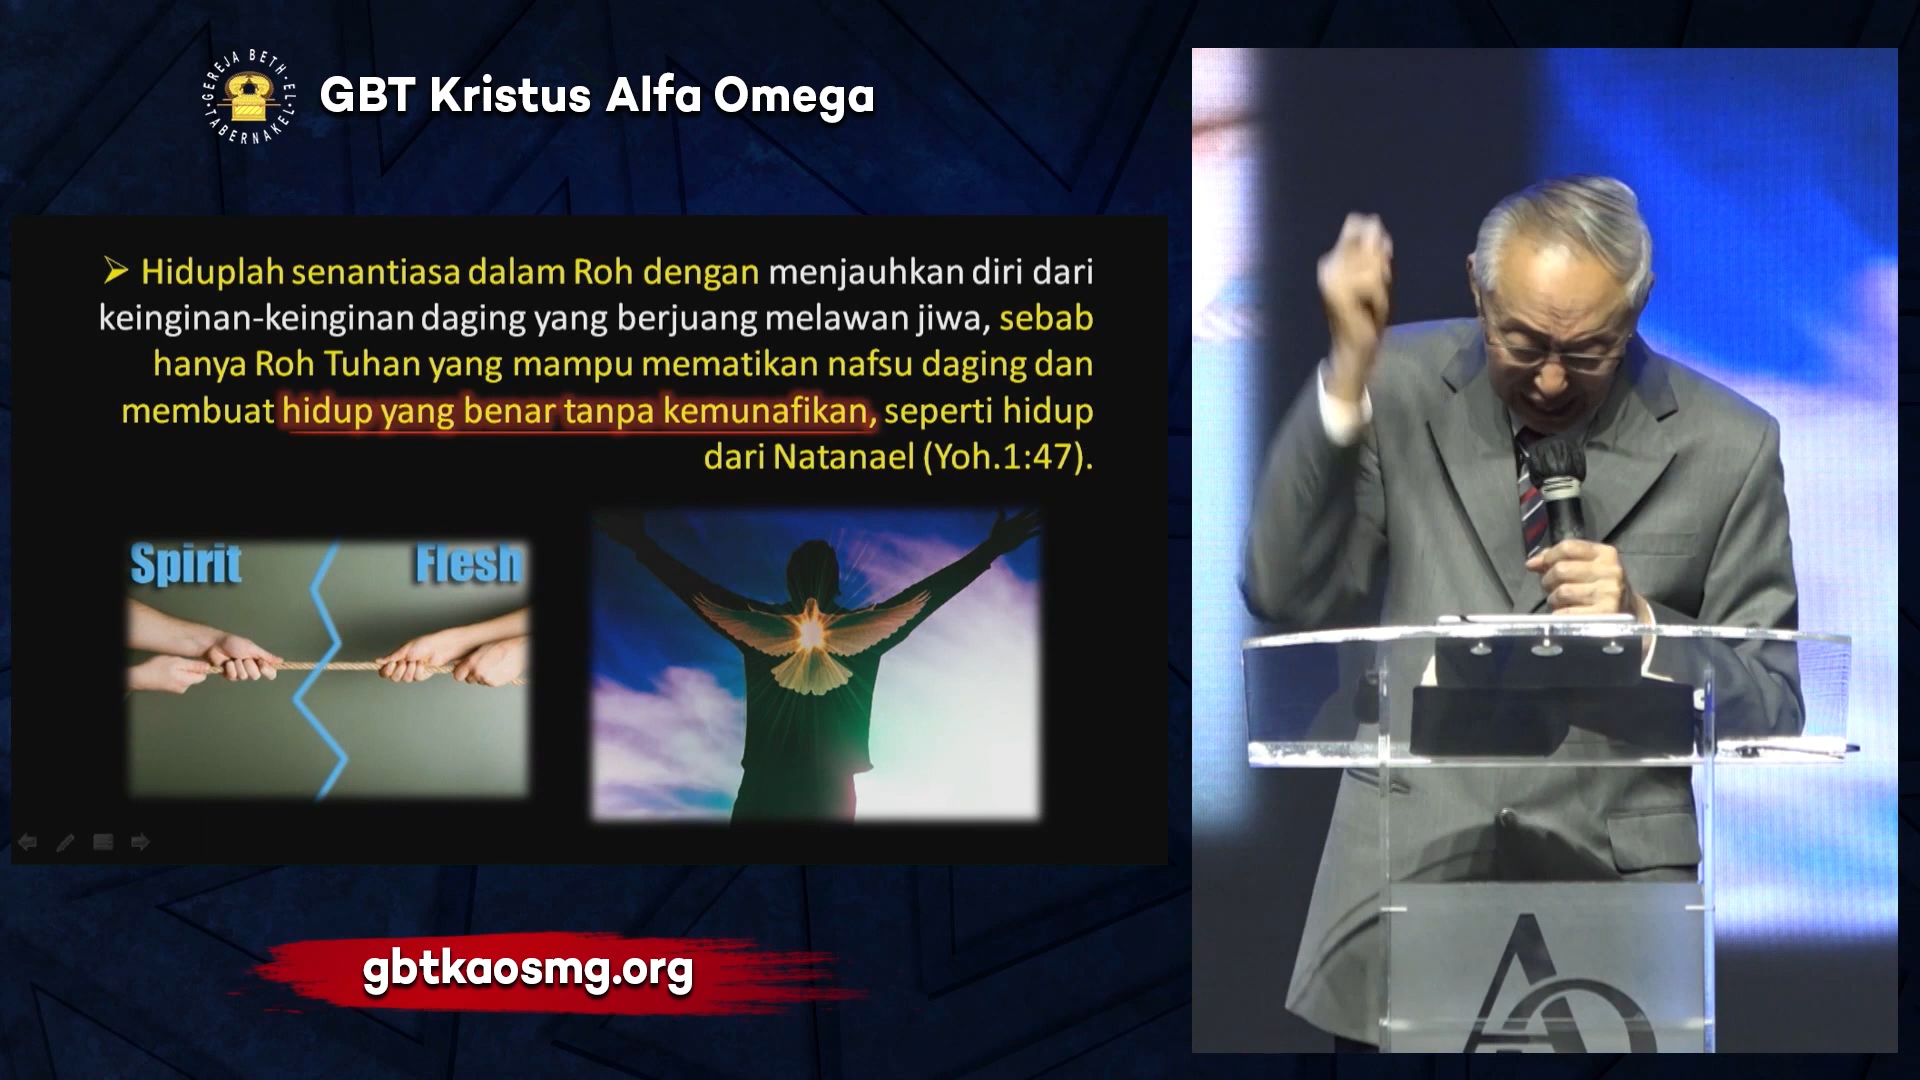 GEREJA BETH-EL TABERNAKEL
GBT Kristus Alfa Omega
Hiduplah senantiasa dalam Roh dengan menjauhkan diri dari
keinginan-keinginan daging yang berjuang melawan jiwa, sebab
hanya Roh Tuhan yang mampu mematikan nafsu daging dan
membuat hidup yang benar tanpa kemunafikan, seperti hidup
dari Natanael (Yoh.1:47).
Spirit
Flesh
gbtkaosmg.org
AO